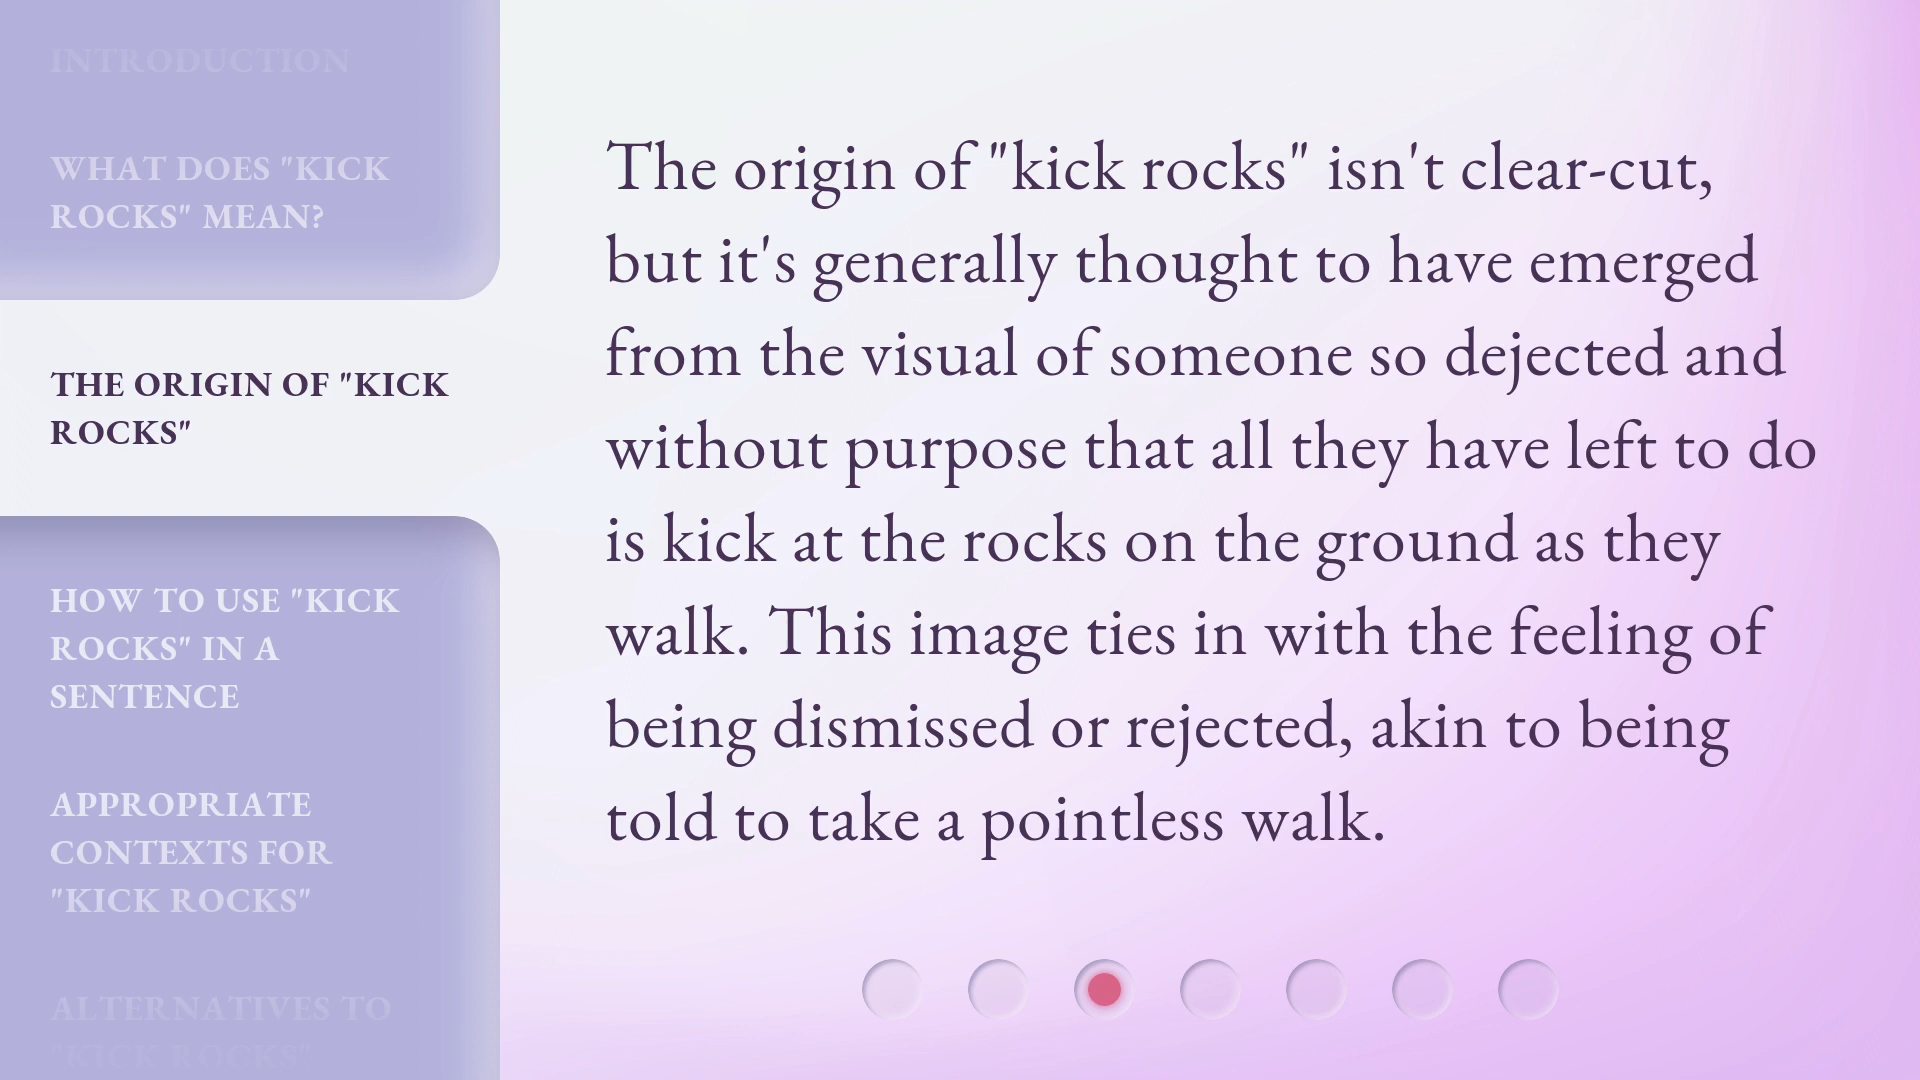 INTRODUCTION
WHAT DOES "KICK
ROCKS" MEAN?
THE ORIGIN OF "KICK
ROCKS"
HOW TO USE "KICK
ROCKS" IN A
SENTENCE
APPROPRIATE
CONTEXTS FOR
"KICK ROCKS"
ALTERNATIVES TO
"KICK ROCKS"
The origin of "kick rocks" isn't clear-cut,
but it's generally thought to have emerged
from the visual of someone so dejected and
without purpose that all they have left to do
is kick at the rocks on the ground as they
walk. This image ties in with the feeling of
being dismissed or rejected, akin to being
told to take a pointless walk.